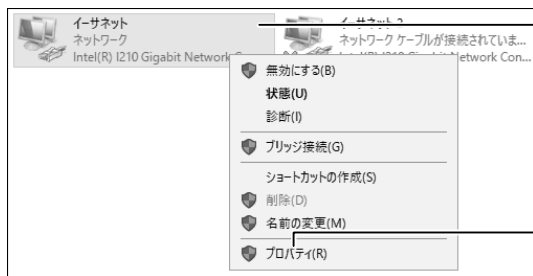 イーサネット
ネットワーク
Intel(R) I210 Gigabit Network C
イーサネット 2
ネットワーク ケーブルが接続されていま...
Intel(R) I210 Gigabit Network Con...
無効にする(B)
状態(U)
診断(I)
ブリッジ接続(G)
ショートカットの作成(S)
削除(D)
名前の変更(M)
プロパティ(R)